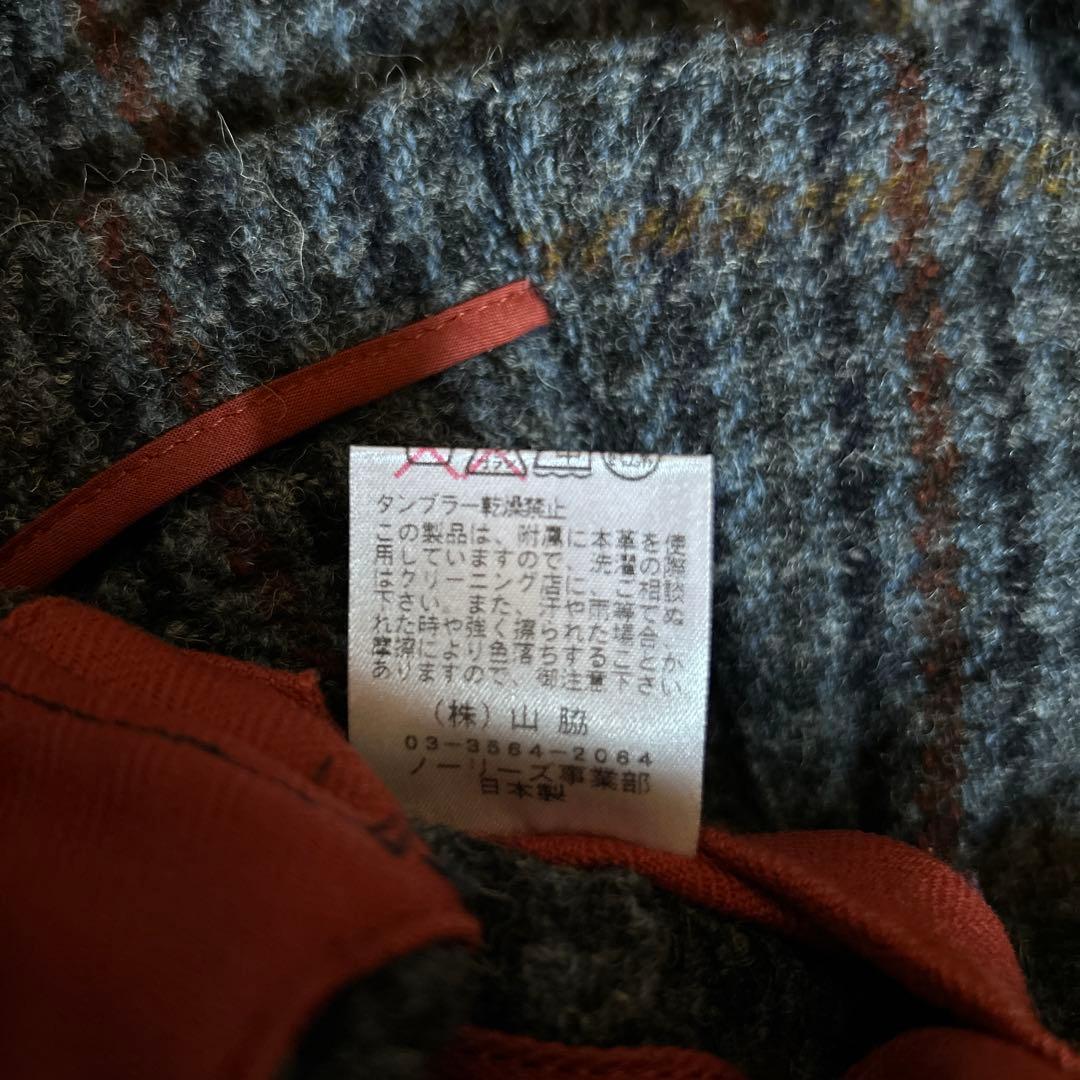 タンブラー乾燥禁止
この製品は、附属に本革を使
用していますので、洗濯の際
はクリーニング店にご相談
下さい。また、汗や雨等でぬ
れた時や強く擦られた場合、
摩擦により色落ちすることが
ありますので、御注意下さい
(株)山脇
03-3564-2064
ノーリーズ事業部
日本製